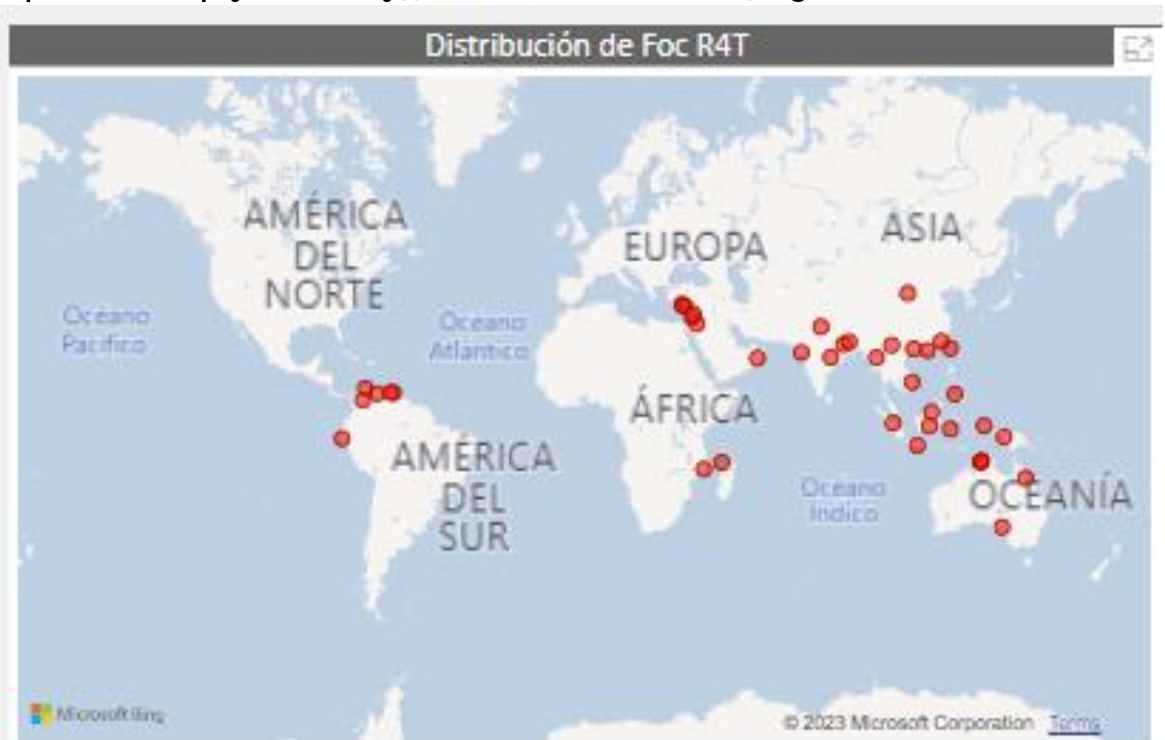 Distribución de Foc R4T
AMÉRICA
DEL
NORTE
EUROPA
ASIA
Océano
Pacífico
Océano
Atlántico
ÁFRICA
AMÉRICA
DEL
SUR
Océano
Índico
OCEANÍA
Microsoft Bing
© 2023 Microsoft Corporation Terms